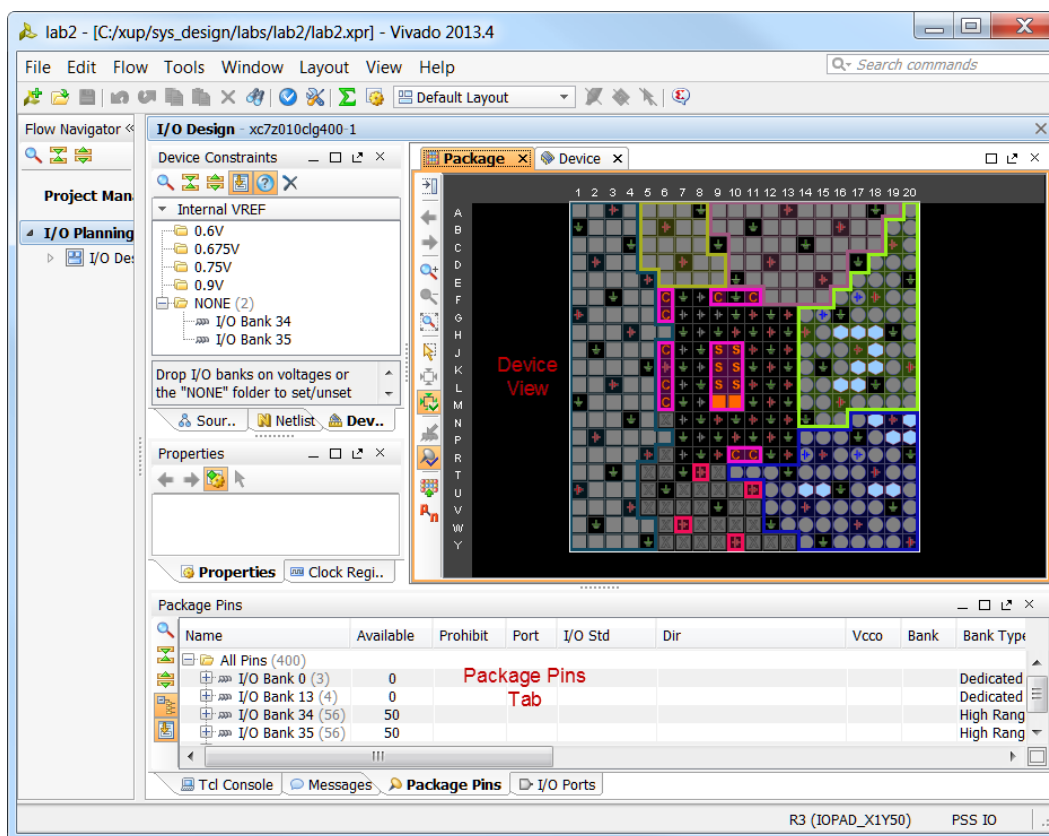 lab2 - [C:/xup/sys_design/labs/lab2/lab2.xpr] - Vivado 2013.4
File Edit Flow Tools Window Layout View Help
Search commands
Default Layout
Flow Navigator
Project Man
I/O Planning
I/O De
I/O Design - xc7z010clg400-1
Device Constraints
Internal VREF
0.6V
0.675V
0.75V
0.9V
NONE (2)
I/O Bank 34
I/O Bank 35
Drop I/O banks on voltages or
the "NONE" folder to set/unset
Sour.. Netlist Dev..
Properties
Properties Clock Regi..
Package Device
1 2 3 4 5 6 7 8 9 10 11 12 13 14 15 16 17 18 19 20
A
B
C
D
E
F C C C
G C
H
J C S S
K C S S
L C S S
M C
N
P
R C C
T
U
V
W
Y
Device
View
Package Pins
Name Available Prohibit Port I/O Std Dir Vcco Bank Bank Type
All Pins (400)
I/O Bank 0 (3) 0 Dedicated
I/O Bank 13 (4) 0 Dedicated
I/O Bank 34 (56) 50 High Rang
I/O Bank 35 (56) 50 High Rang
Package Pins
Tab
Tcl Console Messages Package Pins I/O Ports
R3 (IOPAD_X1Y50) PSS IO